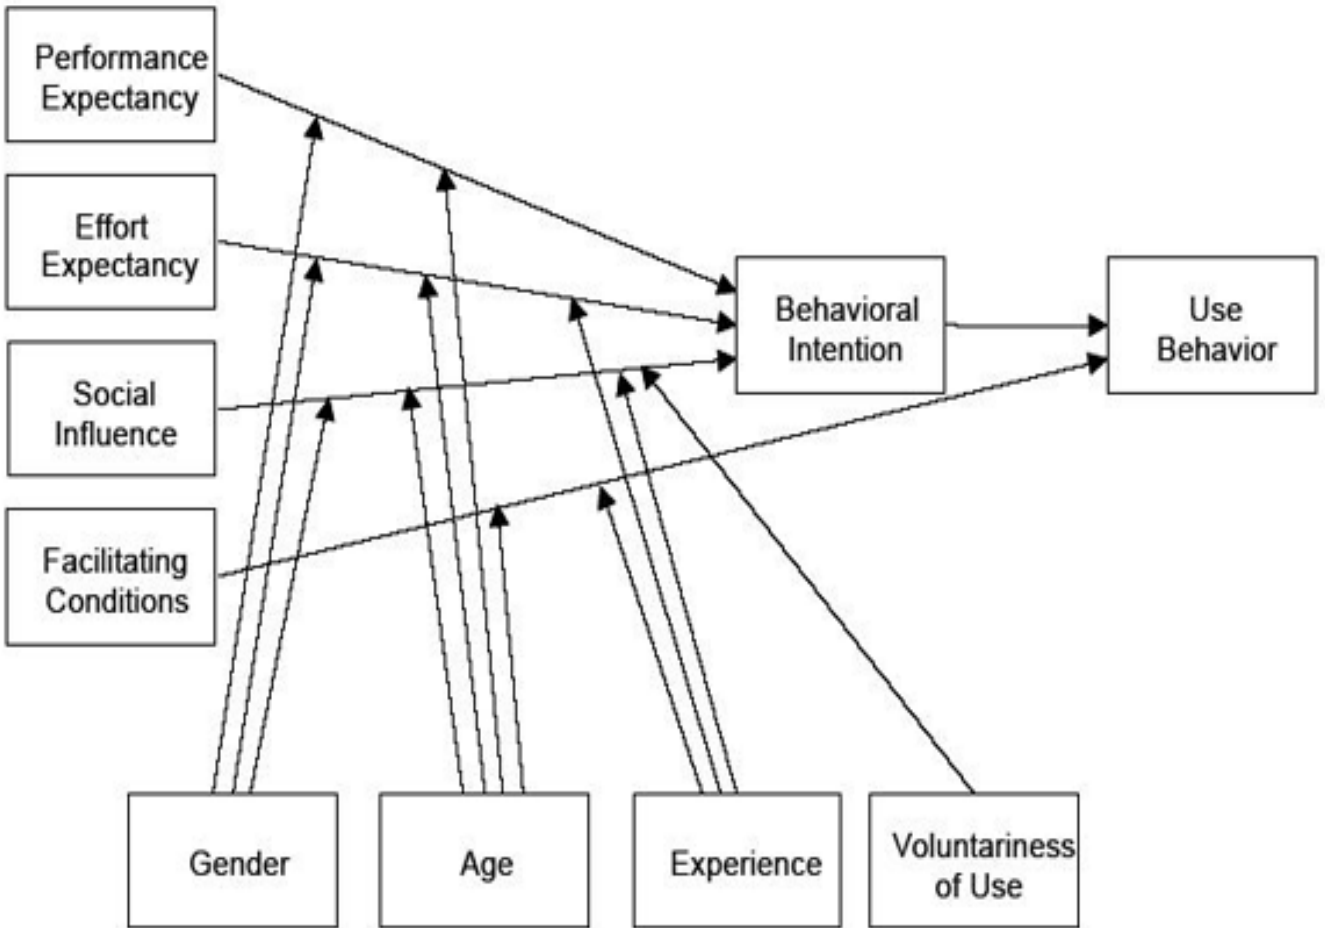 Performance
Expectancy
Effort
Expectancy
Social
Influence
Facilitating
Conditions
Behavioral
Intention
Use
Behavior
Gender
Age
Experience
Voluntariness
of Use